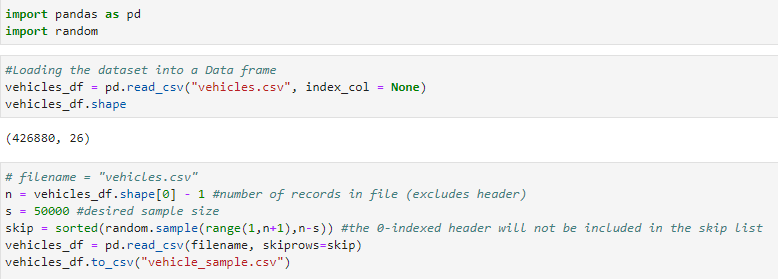 import pandas as pd
import random
#Loading the dataset into a Data frame
vehicles_df = pd.read_csv("vehicles.csv", index_col = None)
vehicles_df.shape
(426880, 26)
# filename = "vehicles.csv"
n = vehicles_df.shape[0] - 1 #number of records in file (excludes header)
s = 50000 #desired sample size
skip = sorted(random.sample(range(1,n+1),n-s)) #the 0-indexed header will not be included in the skip list
vehicles_df = pd.read_csv(filename, skiprows=skip)
vehicles_df.to_csv("vehicle_sample.csv")